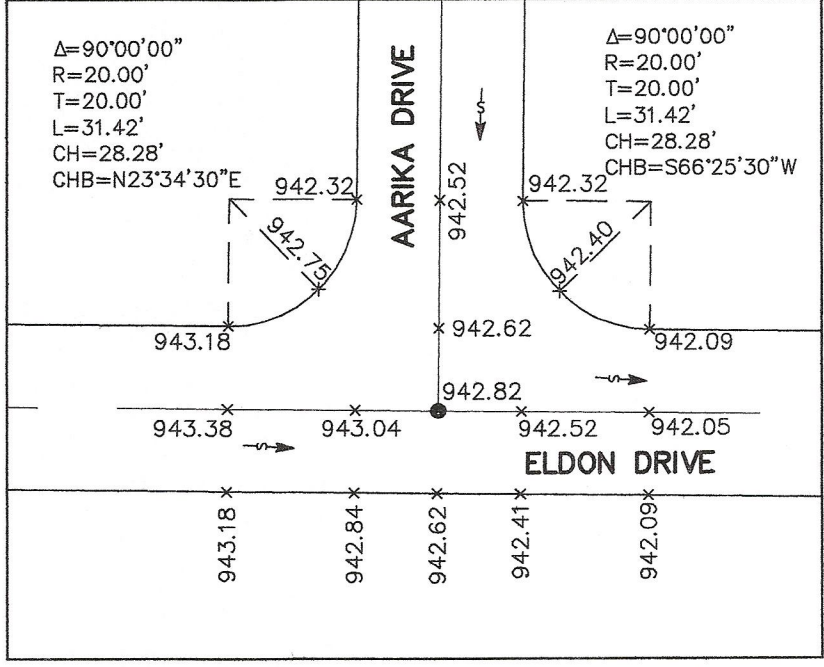 Δ=90°00'00"
R=20.00'
T=20.00'
L=31.42'
CH=28.28'
CHB=N23°34'30"E
AARIKA DRIVE
S
Δ=90°00'00"
R=20.00'
T=20.00'
L=31.42'
CH=28.28'
CHB=S66°25'30"W
942.32
942.52
942.32
942.75
942.40
943.18
942.62
942.09
942.82
S
943.38
943.04
942.52
942.05
S
ELDON DRIVE
943.18
942.84
942.62
942.41
942.09